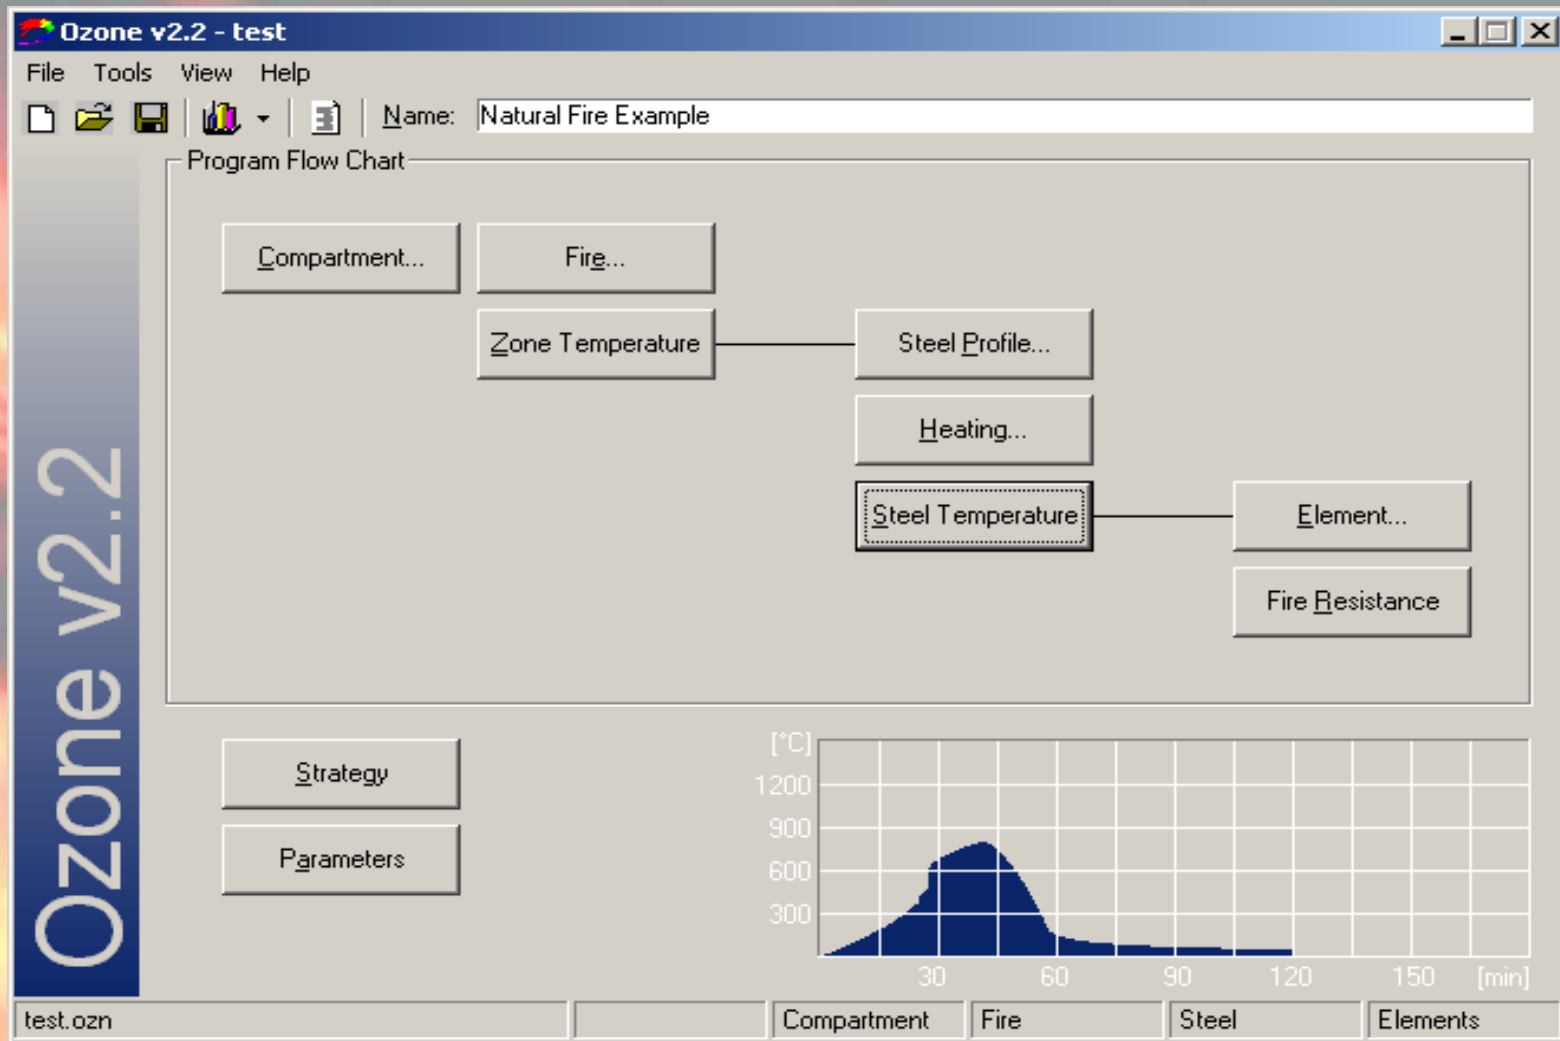 Ozone v2.2 - test
File Tools View Help
Name: Natural Fire Example
Program Flow Chart
Compartment... Fire...
Zone Temperature Steel Profile...
Heating...
Steel Temperature Element...
Fire Resistance
Strategy
Parameters
[°C]
1200
900
600
300
30 60 90 120 150 [min]
Ozone v2.2
test.ozn Compartment Fire Steel Elements